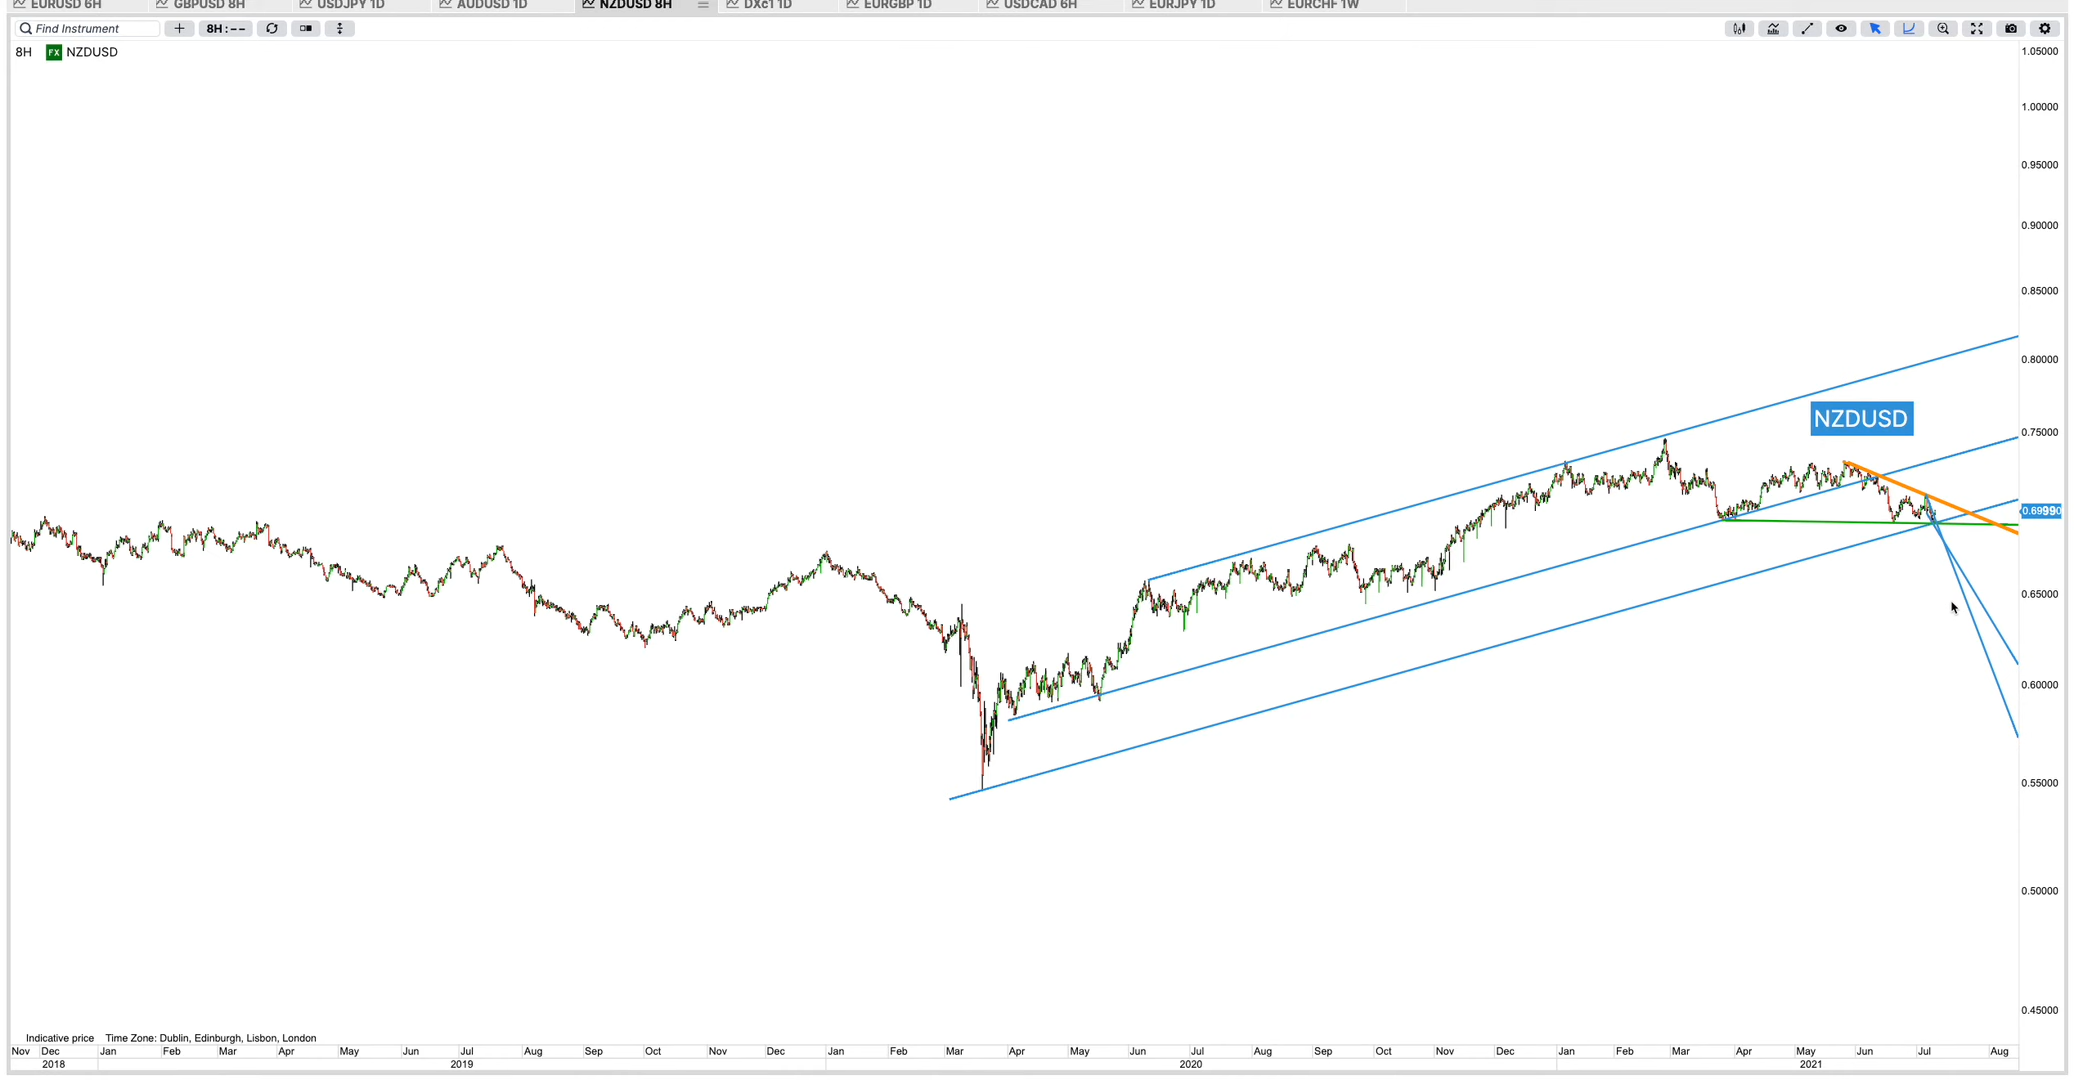 EURUSD 6H GBPUSD 8H USDJPY 1D AUDUSD 1D NZDUSD 8H DXc1 1D EURGBP 1D USDCAD 6H EURJPY 1D EURCHF 1W
Find Instrument 8H : --
8H FX NZDUSD
1.05000
1.00000
0.95000
0.90000
0.85000
0.80000
NZDUSD
0.75000
0.69990
0.65000
0.60000
0.55000
0.50000
0.45000
Indicative price Time Zone: Dublin, Edinburgh, Lisbon, London
Nov Dec Jan Feb Mar Apr May Jun Jul Aug Sep Oct Nov Dec Jan Feb Mar Apr May Jun Jul Aug Sep Oct Nov Dec Jan Feb Mar Apr May Jun Jul Aug
2018 2019 2020 2021